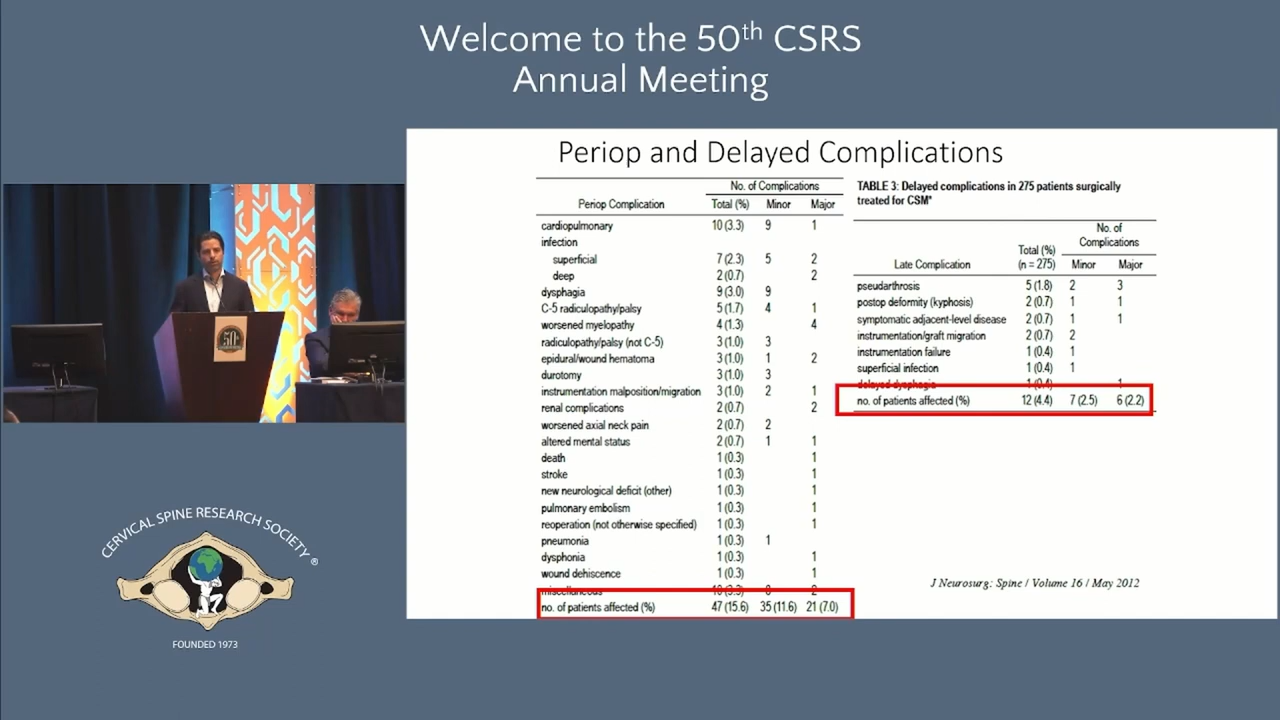 Welcome to the 50th CSRS
Annual Meeting
Periop and Delayed Complications
No. of Complications
Periop Complication Total (%) Minor Major
cardiopulmonary 10 (3.3) 9 1
infection
superficial 7 (2.3) 5 2
deep 2 (0.7) 2
dysphagia 9 (3.0) 9
C-5 radiculopathy/palsy 5 (1.7) 4 1
worsened myelopathy 4 (1.3) 4
radiculopathy/palsy (not C-5) 3 (1.0) 3
epidural/wound hematoma 3 (1.0) 1 2
durotomy 3 (1.0) 3
instrumentation malposition/migration 3 (1.0) 2 1
renal complications 2 (0.7) 2
worsened axial neck pain 2 (0.7) 2
altered mental status 2 (0.7) 1 1
death 1 (0.3) 1
stroke 1 (0.3) 1
new neurological deficit (other) 1 (0.3) 1
pulmonary embolism 1 (0.3) 1
reoperation (not otherwise specified) 1 (0.3) 1
pneumonia 1 (0.3) 1
dysphonia 1 (0.3) 1
wound dehiscence 1 (0.3) 1
miscellaneous 10 (3.3) 8 2
no. of patients affected (%) 47 (15.6) 35 (11.6) 21 (7.0)
TABLE 3: Delayed complications in 275 patients surgically
treated for CSM*
No. of
Complications
Total (%)
(n = 275)
Late Complication Minor Major
pseudarthrosis 5 (1.8) 2 3
postop deformity (kyphosis) 2 (0.7) 1 1
symptomatic adjacent-level disease 2 (0.7) 1 1
instrumentation/graft migration 2 (0.7) 2
instrumentation failure 1 (0.4) 1
superficial infection 1 (0.4) 1
delayed dysphagia 1 (0.4) 1
no. of patients affected (%) 12 (4.4) 7 (2.5) 6 (2.2)
J Neurosurg: Spine / Volume 16 / May 2012
50
CERVICAL SPINE RESEARCH SOCIETY ®
FOUNDED 1973